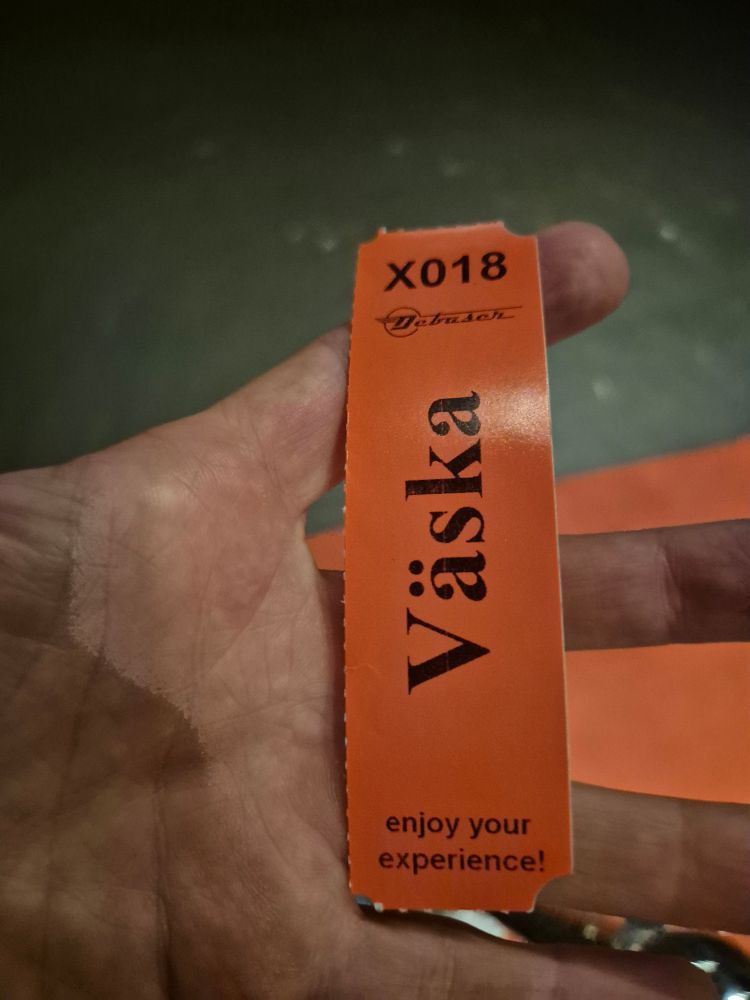 X018
Debaser
Väska
enjoy your
experience!